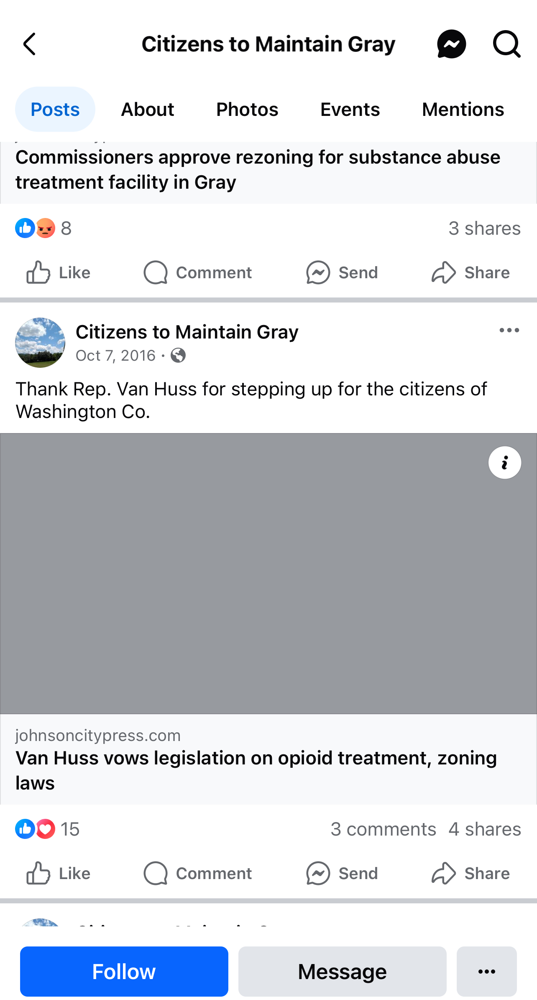 Citizens to Maintain Gray
Posts
About
Photos
Events
Mentions
Commissioners approve rezoning for substance abuse
treatment facility in Gray
8
3 shares
Like
Comment
Send
Share
Citizens to Maintain Gray
Oct 7, 2016 ·
Thank Rep. Van Huss for stepping up for the citizens of
Washington Co.
i
johnsoncitypress.com
Van Huss vows legislation on opioid treatment, zoning
laws
15
3 comments
4 shares
Like
Comment
Send
Share
Follow
Message